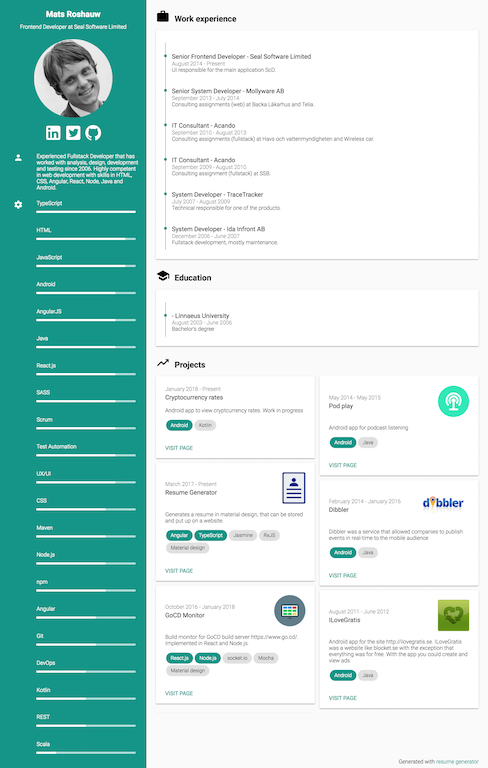 Mats Roshauw
Frontend Developer at Seal Software Limited
Experienced Fullstack Developer that has
worked with analysis, design, development
and testing since 2006. Highly competent
in web development with skills in HTML,
CSS, Angular, React, Node, Java and
Android.
TypeScript
HTML
JavaScript
Android
AngularJS
Java
React.js
SASS
Scrum
Test Automation
UX/UI
CSS
Maven
Node.js
npm
Angular
Git
DevOps
Kotlin
REST
Scala
Work experience
Senior Frontend Developer - Seal Software Limited
August 2014 - Present
UI responsible for the main application SciD.
Senior System Developer - Mollyware AB
September 2013 - July 2014
Consulting assignments (web) at Backa Läkarhus and Telia.
IT Consultant - Acando
September 2010 - August 2013
Consulting assignments (fullstack) at Havs och vattenmyndigheten and Wireless car.
IT Consultant - Acando
September 2009 - August 2010
Consulting assignment (fullstack) at SSB.
System Developer - TraceTracker
July 2007 - August 2009
Technical responsible for one of the products.
System Developer - Ida Infront AB
December 2006 - June 2007
Fullstack development, mostly maintenance.
Education
- Linnaeus University
August 2003 - June 2006
Bachelor's degree
Projects
January 2018 - Present
Cryptocurrency rates
Android app to view cryptocurrency rates. Work in progress
Android Kotlin
VISIT PAGE
March 2017 - Present
Resume Generator
Generates a resume in material design, that can be stored
and put up on a website.
Angular TypeScript Jasmine RxJS
Material design
VISIT PAGE
October 2016 - January 2018
GoCD Monitor
Build monitor for GoCD build server https://www.go.cd/.
Implemented in React and Node.js
React.js Node.js socket.io Mocha
Material design
VISIT PAGE
May 2014 - May 2015
Pod play
Android app for podcast listening
Android Java
VISIT PAGE
dibbler
February 2014 - January 2016
Dibbler
Dibbler was a service that allowed companies to publish
events in real-time to the mobile audience
Android Java
VISIT PAGE
August 2011 - June 2012
ILoveGratis
Android app for the site http://ilovegratis.se. ILoveGratis
was a website like blocket.se with the exception that
everything was for free. With the app you could create and
view ads.
Android Java
VISIT PAGE
Generated with resume generator